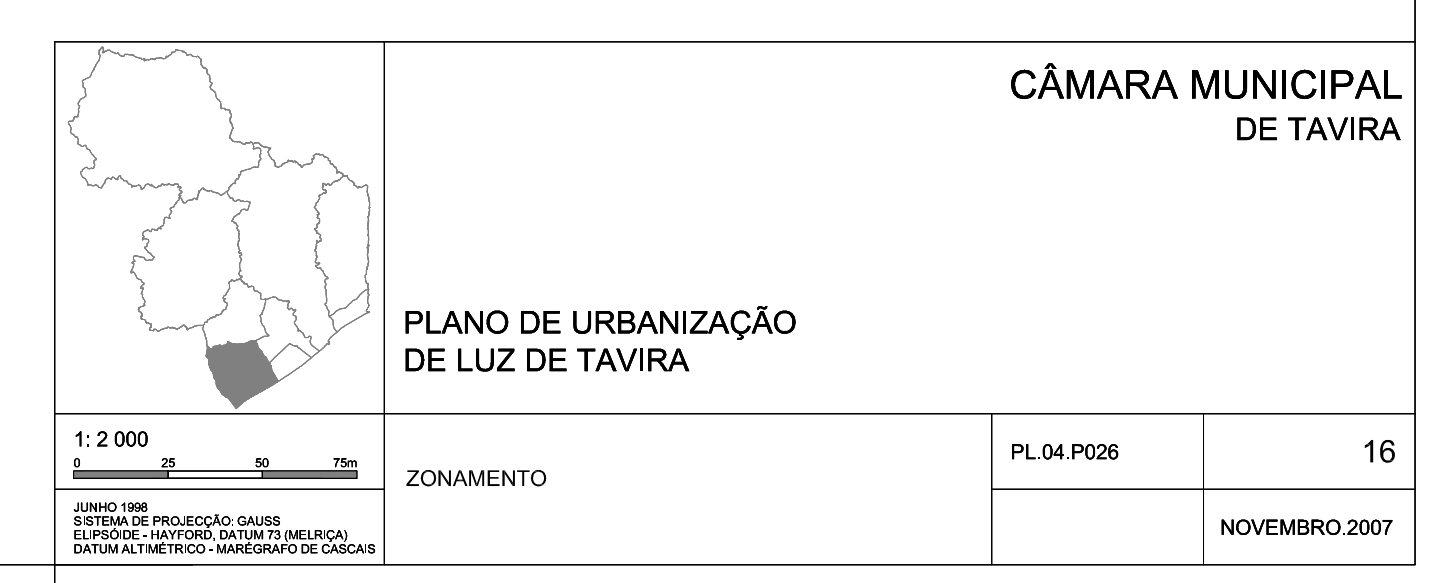 CÂMARA MUNICIPAL
DE TAVIRA
PLANO DE URBANIZAÇÃO
DE LUZ DE TAVIRA
1: 2 000
0 25 50 75m
JUNHO 1998
SISTEMA DE PROJECÇÃO: GAUSS
ELIPSÓIDE - HAYFORD, DATUM 73 (MELRIÇA)
DATUM ALTIMÉTRICO - MARÉGRAFO DE CASCAIS
ZONAMENTO
PL.04.P026
16
NOVEMBRO.2007